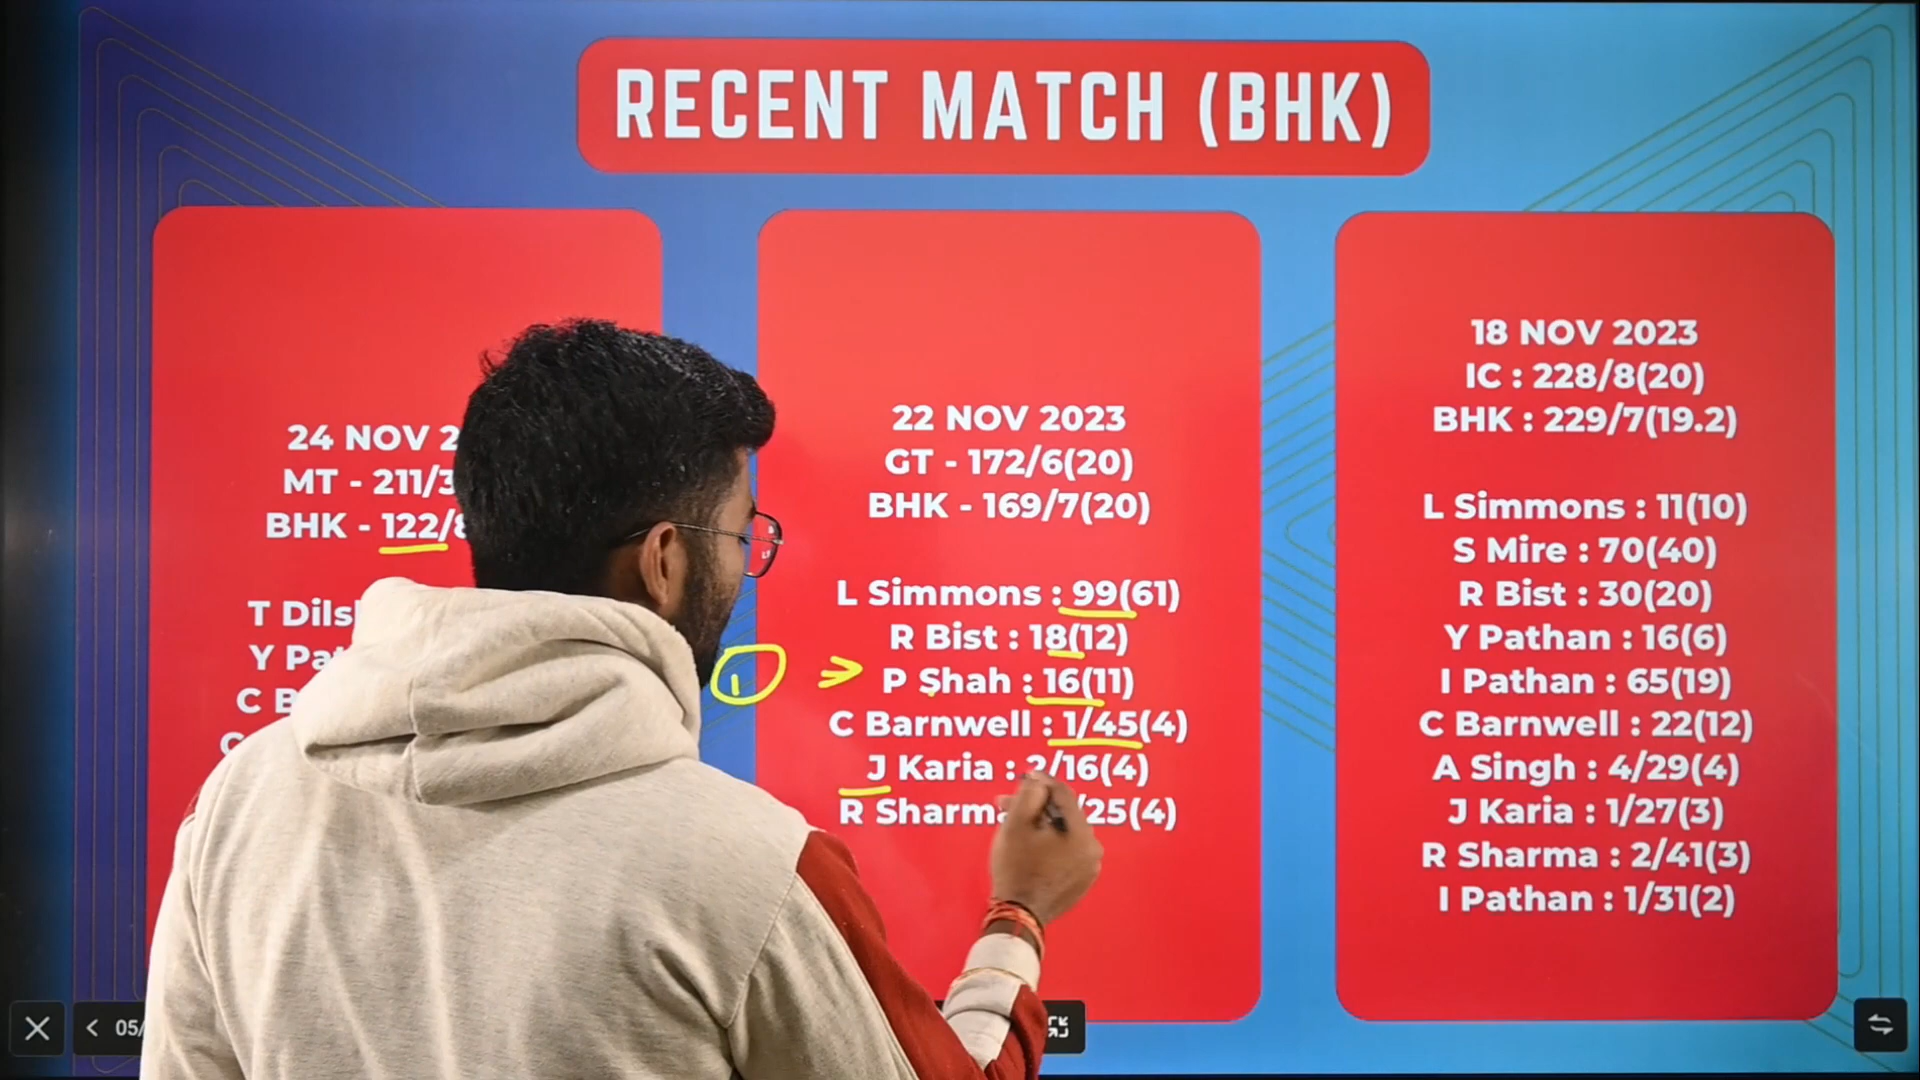 RECENT MATCH (BHK)
24 NOV
MT - 211/3
BHK - 122/
T
Y
C
22 NOV 2023
GT - 172/6(20)
BHK - 169/7(20)
L Simmons : 99(61)
R Bist : 18(12)
1 P Shah : 16(11)
C Barnwell : 1/45(4)
J Karia : 2/16(4)
R Sharma /25(4)
18 NOV 2023
IC : 228/8(20)
BHK : 229/7(19.2)
L Simmons : 11(10)
S Mire : 70(40)
R Bist : 30(20)
Y Pathan : 16(6)
I Pathan : 65(19)
C Barnwell : 22(12)
A Singh : 4/29(4)
J Karia : 1/27(3)
R Sharma : 2/41(3)
I Pathan : 1/31(2)
05/